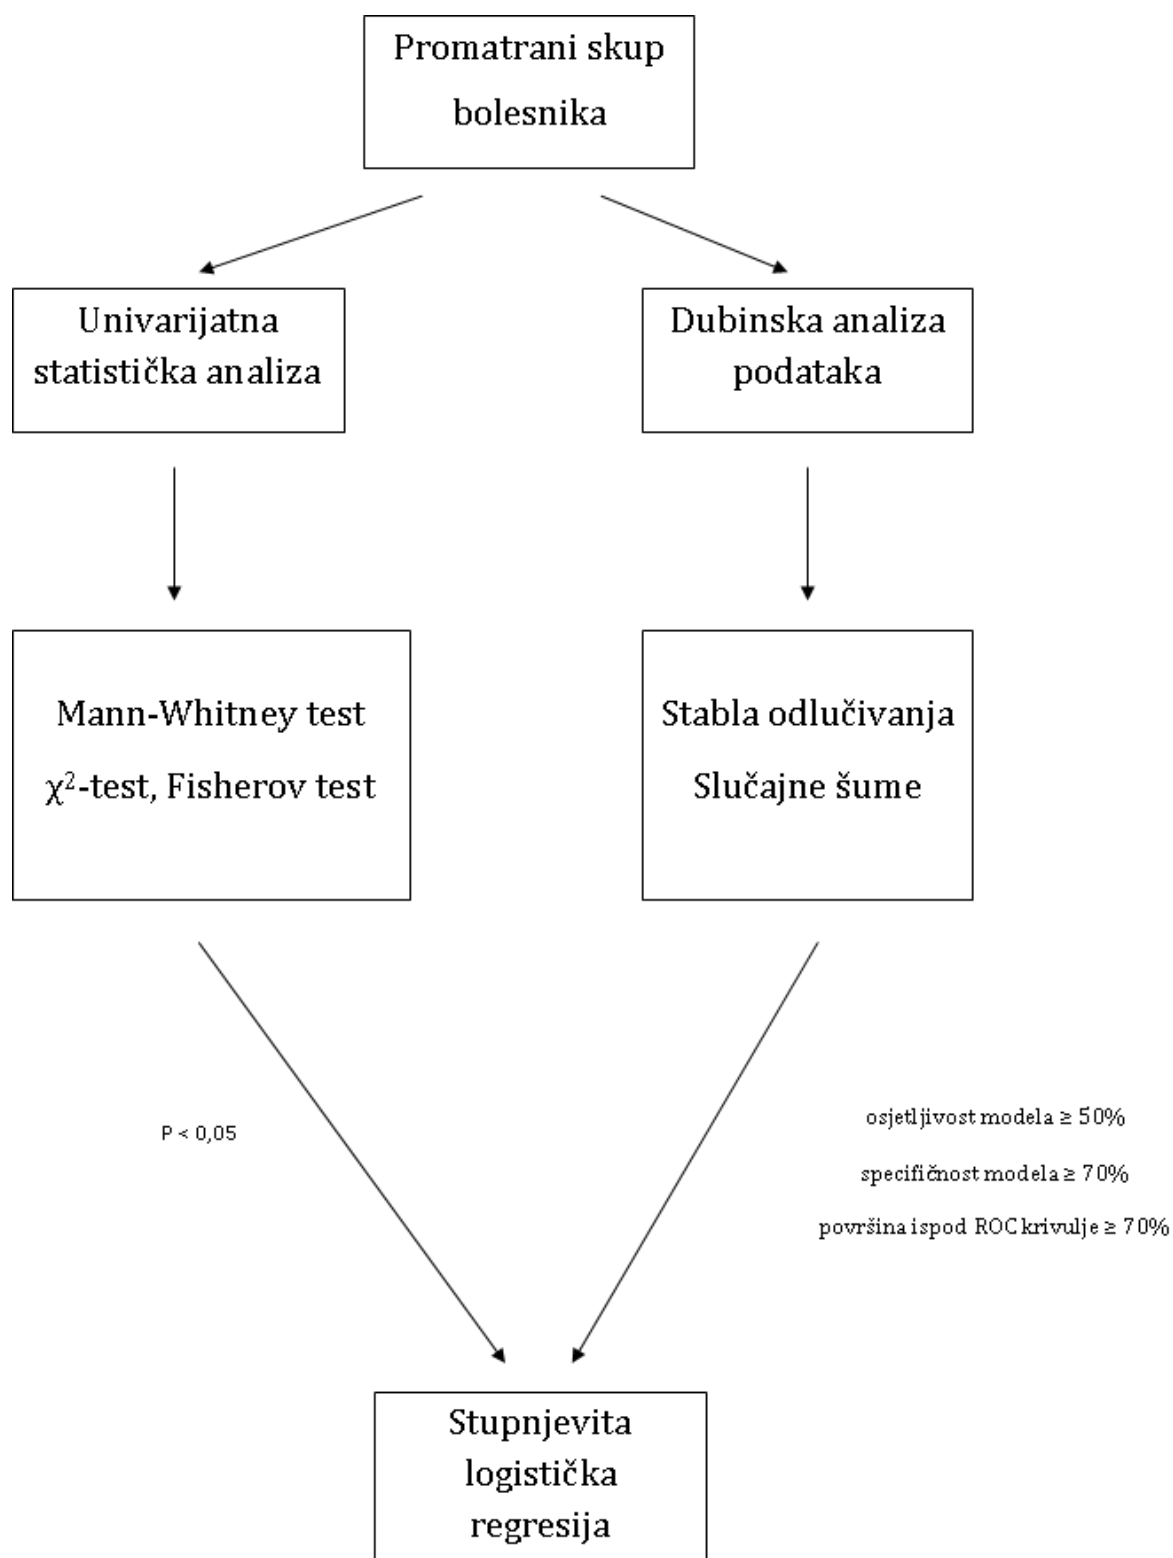 Promatrani skup
bolesnika
Univarijatna
statistička analiza
Dubinska analiza
podataka
Mann-Whitney test
χ²-test, Fisherov test
Stabla odlučivanja
Slučajne šume
P < 0,05
osjetljivost modela ≥ 50%
specifičnost modela ≥ 70%
površina ispod ROC krivulje ≥ 70%
Stupnjevita
logistička
regresija